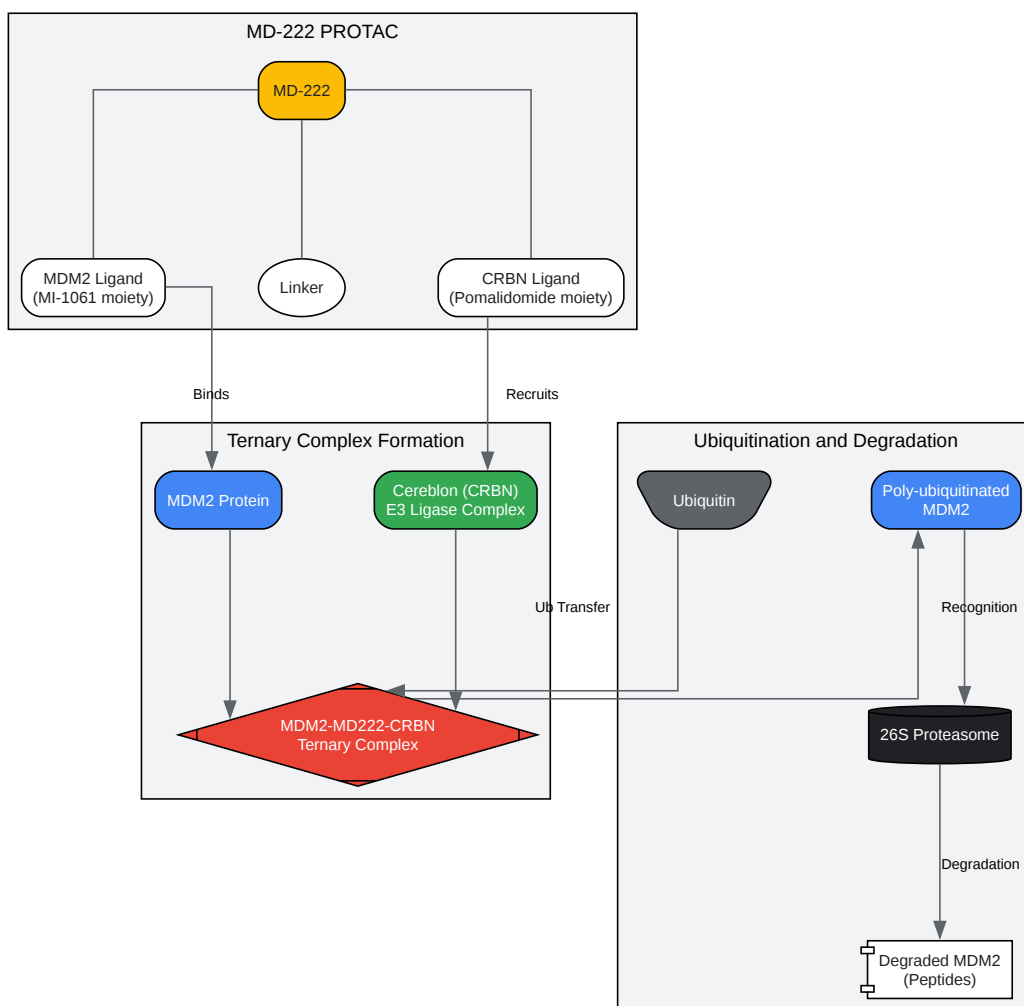 MD-222 PROTAC
MD-222
MDM2 Ligand
(MI-1061 moiety)
Linker
CRBN Ligand
(Pomalidomide moiety)
Binds
Recruits
Ternary Complex Formation
MDM2 Protein
Cereblon (CRBN)
E3 Ligase Complex
Ubiquitination and Degradation
Ubiquitin
Poly-ubiquitinated
MDM2
Ub Transfer
Recognition
MDM2-MD222-CRBN
Ternary Complex
26S Proteasome
Degradation
Degraded MDM2
(Peptides)